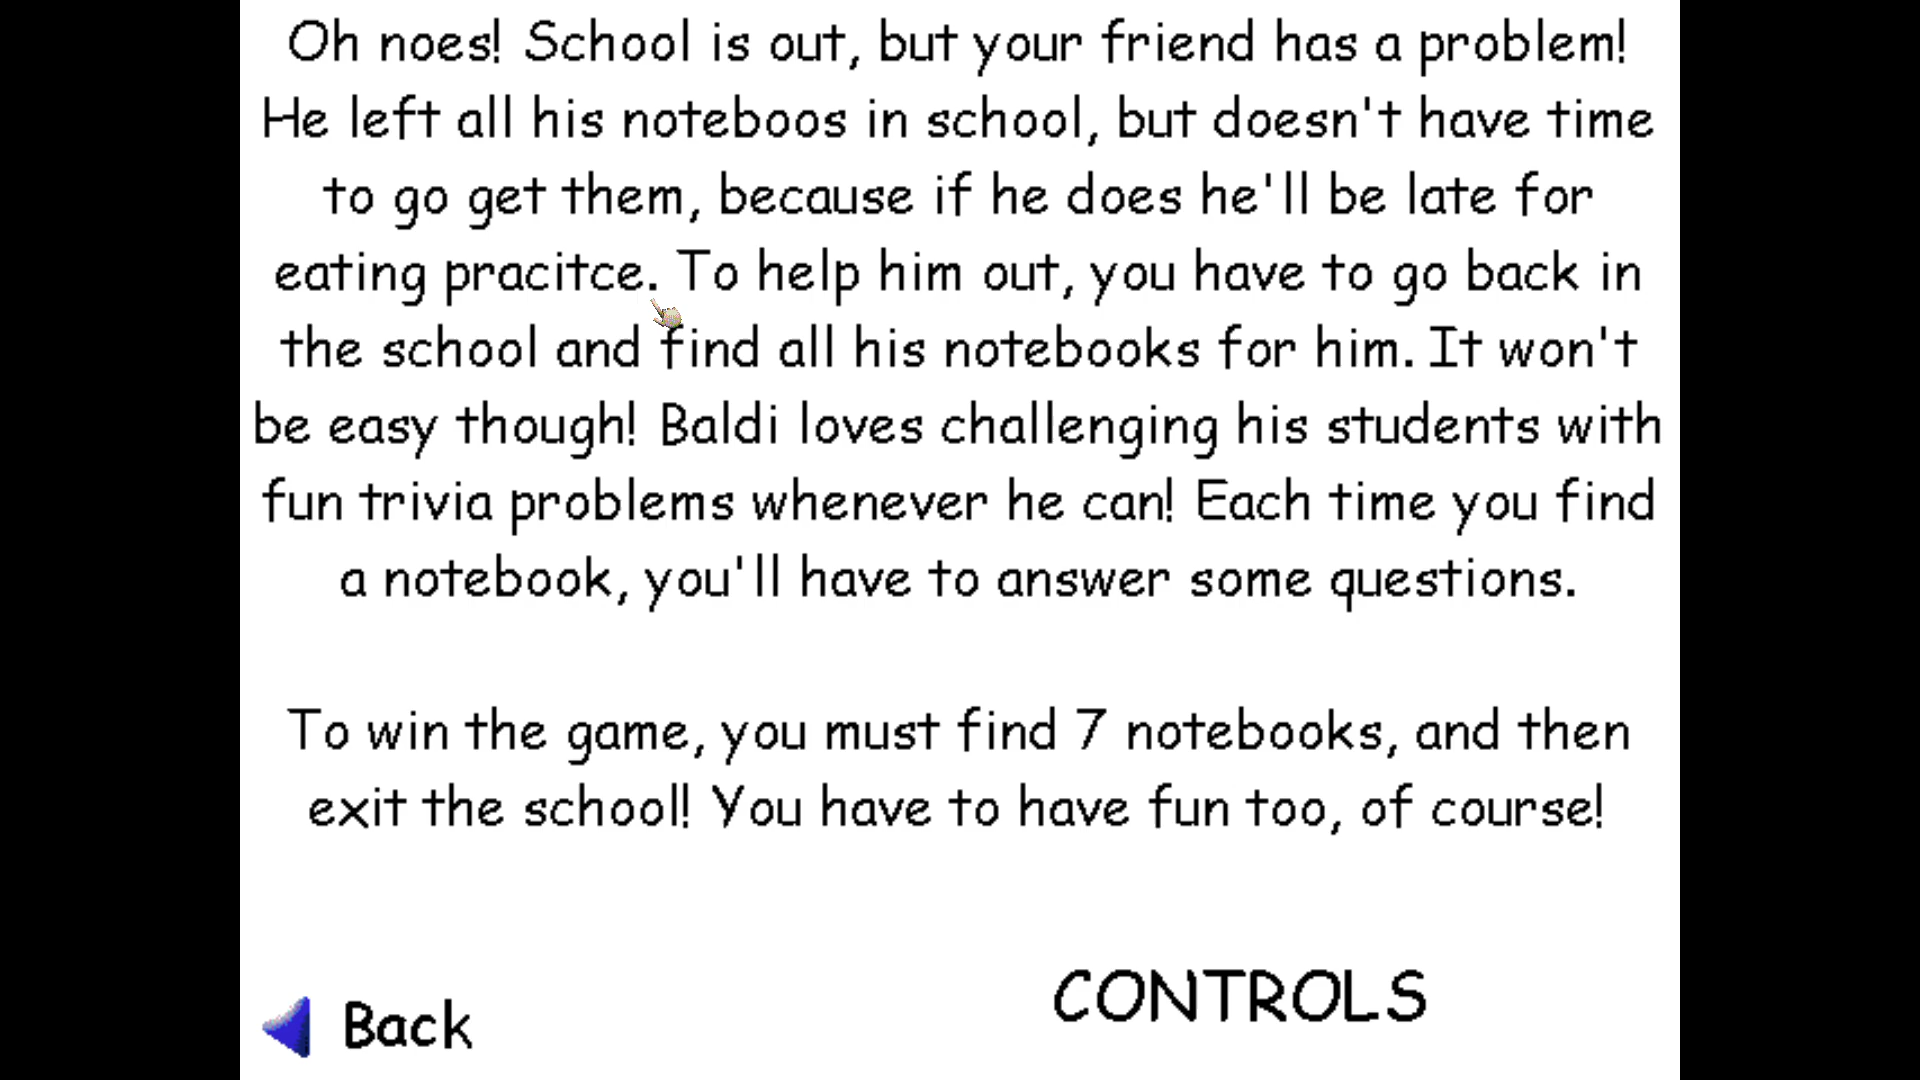 Oh noes! School is out, but your friend has a problem!
He left all his noteboos in school, but doesn't have time
to go get them, because if he does he'll be late for
eating pracitce. To help him out, you have to go back in
the school and find all his notebooks for him. It won't
be easy though! Baldi loves challenging his students with
fun trivia problems whenever he can! Each time you find
a notebook, you'll have to answer some questions.
To win the game, you must find 7 notebooks, and then
exit the school! You have to have fun too, of course!
CONTROLS
Back